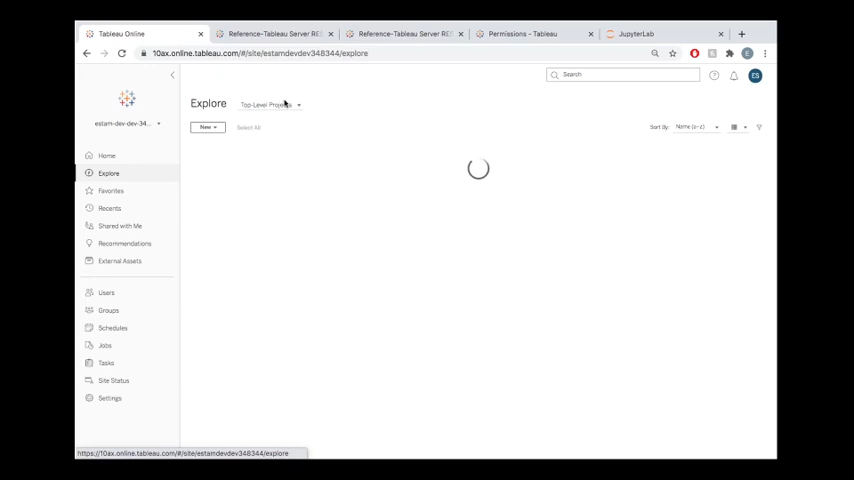 Tableau Online
Reference-Tableau Server RES
Reference-Tableau Server RES
Permissions - Tableau
JupyterLab
10ax.online.tableau.com/#/site/estamdevdev348344/explore
E
Search
ES
Explore
Top-Level Projects
estam-dev-dev-34...
New
Select All
Sort By: Name (a-z)
Home
Explore
Favorites
Recents
Shared with Me
Recommendations
External Assets
Users
Groups
Schedules
Jobs
Tasks
Site Status
Settings
https://10ax.online.tableau.com/#/site/estamdevdev348344/explore